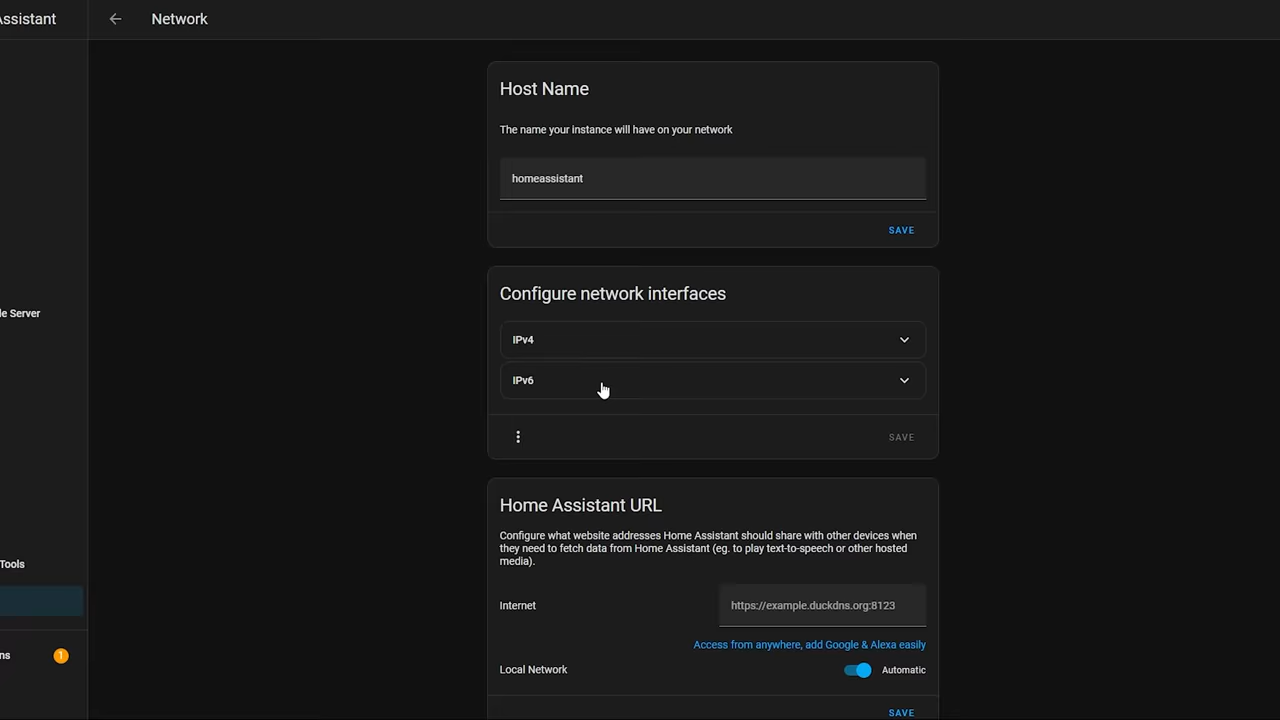 ssistant
Network
Host Name
The name your instance will have on your network
homeassistant
SAVE
Configure network interfaces
IPv4
IPv6
SAVE
le Server
Home Assistant URL
Configure what website addresses Home Assistant should share with other devices when
they need to fetch data from Home Assistant (eg. to play text-to-speech or other hosted
media).
Tools
Internet
https://example.duckdns.org:8123
Access from anywhere, add Google & Alexa easily
ns
1
Local Network
Automatic
SAVE